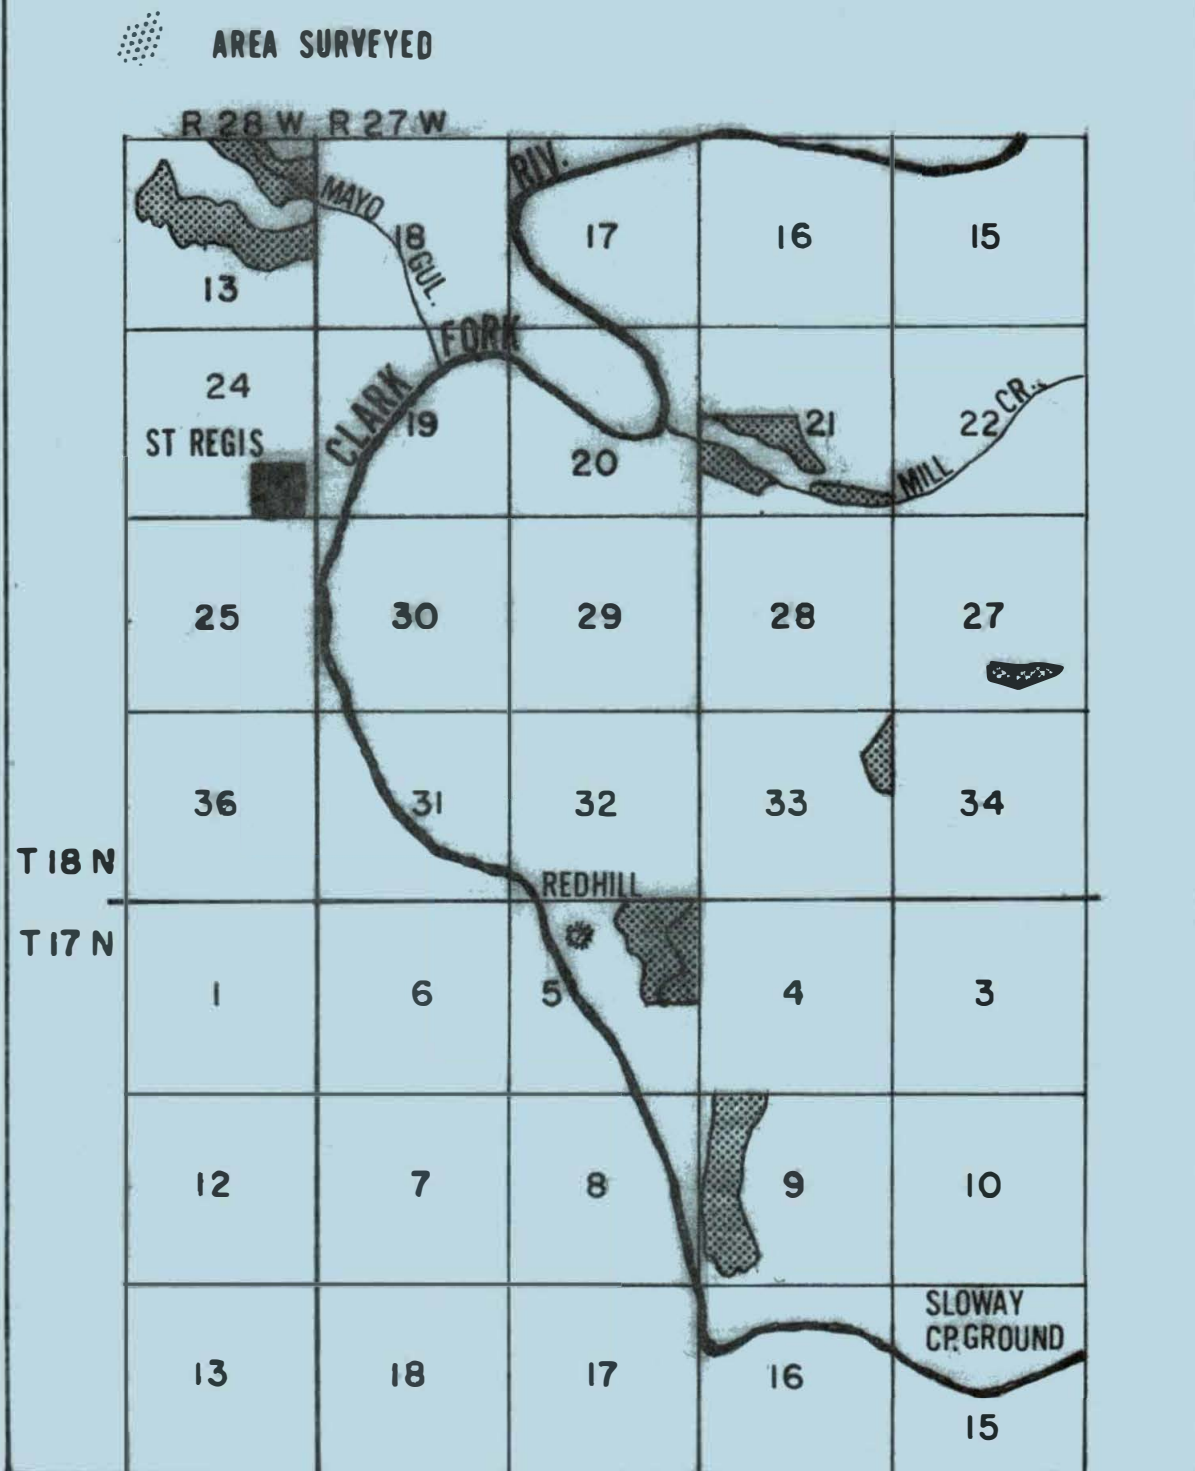 AREA SURVEYED
R 28 W R 27 W
RIV.
MAYO
18 17 16 15
GUL.
13
FORK
24
CLARK
CR.
19 21 22
ST REGIS
20
MILL
25 30 29 28 27
36 31 32 33 34
T 18 N
REDHILL
T 17 N
1 6 5 4 3
12 7 8 9 10
SLOWAY
CP. GROUND
13 18 17 16
15